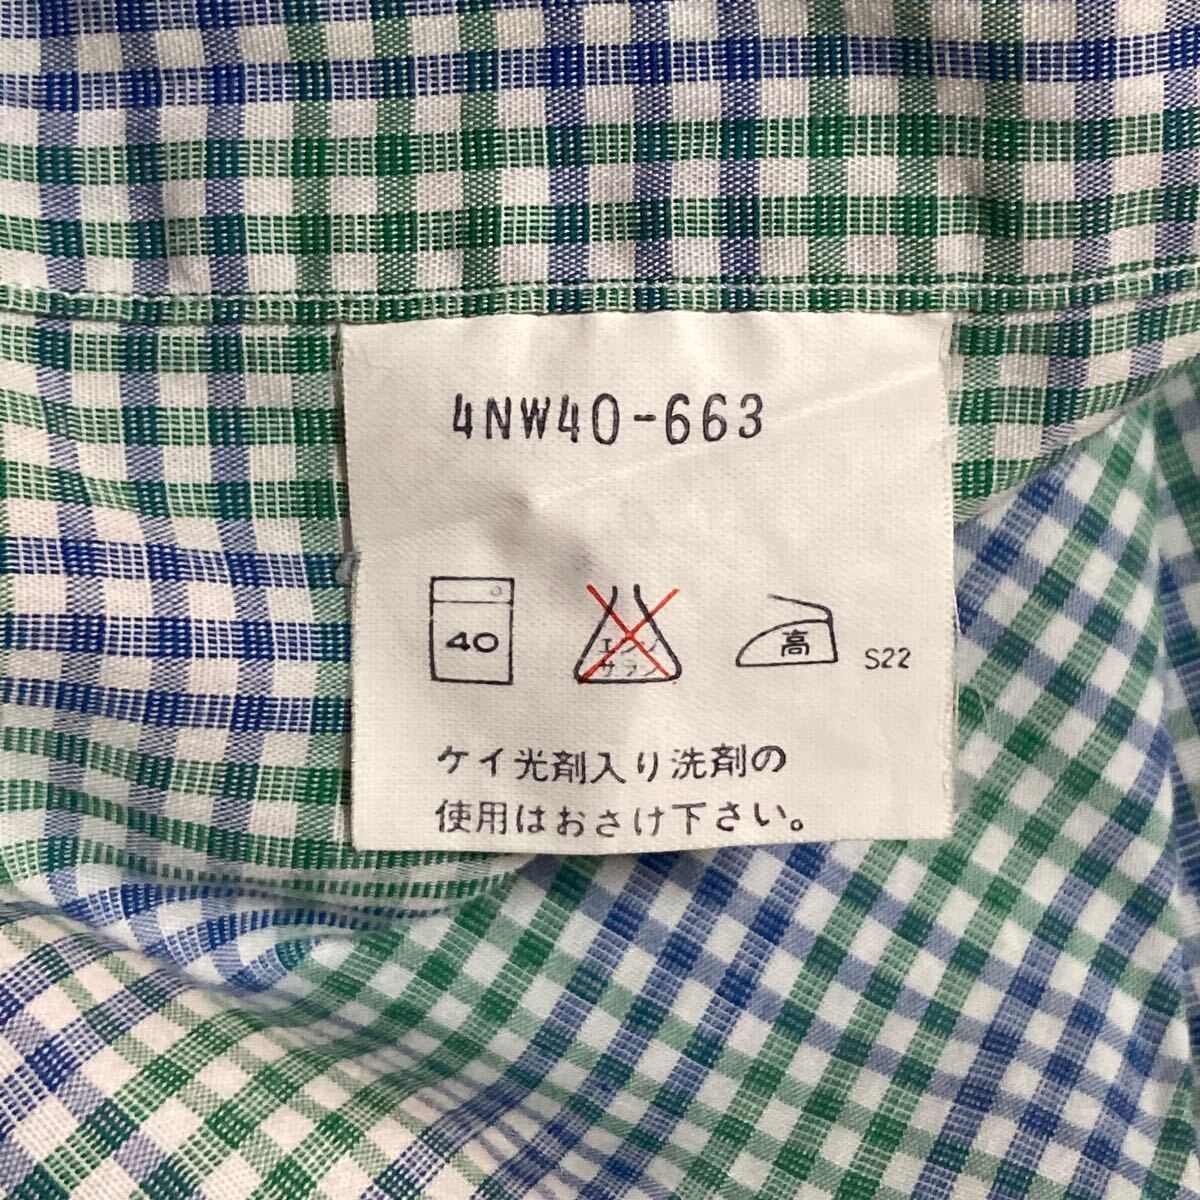 4NW40-663
40
エンソ
サラシ
高
S22
ケイ光剤入り洗剤の
使用はおさけ下さい。